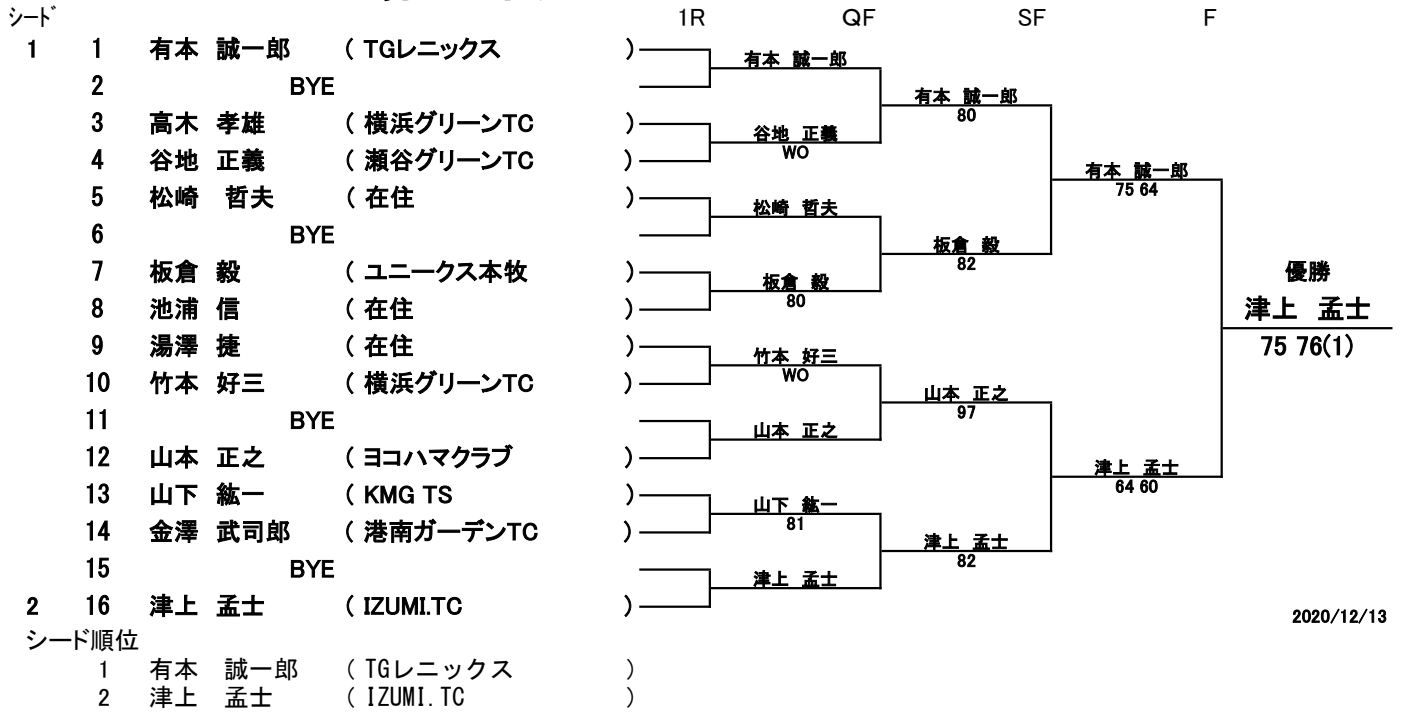 シード 1R QF SF F
1 1 有本 誠一郎 ( TGレニックス )
有本 誠一郎
2 BYE
有本 誠一郎
80
3 高木 孝雄 ( 横浜グリーンTC )
谷地 正義
WO
4 谷地 正義 ( 瀬谷グリーンTC )
有本 誠一郎
75 64
5 松崎 哲夫 ( 在住 )
松崎 哲夫
6 BYE
板倉 毅
82
7 板倉 毅 ( ユニークス本牧 )
板倉 毅
80
8 池浦 信 ( 在住 )
優勝
津上 孟士
75 76(1)
9 湯澤 捷 ( 在住 )
竹本 好三
WO
10 竹本 好三 ( 横浜グリーンTC )
山本 正之
97
11 BYE
山本 正之
12 山本 正之 ( ヨコハマクラブ )
津上 孟士
64 60
13 山下 紘一 ( KMG TS )
山下 紘一
81
14 金澤 武司郎 ( 港南ガーデンTC )
津上 孟士
82
15 BYE
津上 孟士
2 16 津上 孟士 ( IZUMI.TC )
2020/12/13
シード順位
1 有本 誠一郎 ( TGレニックス )
2 津上 孟士 ( IZUMI.TC )